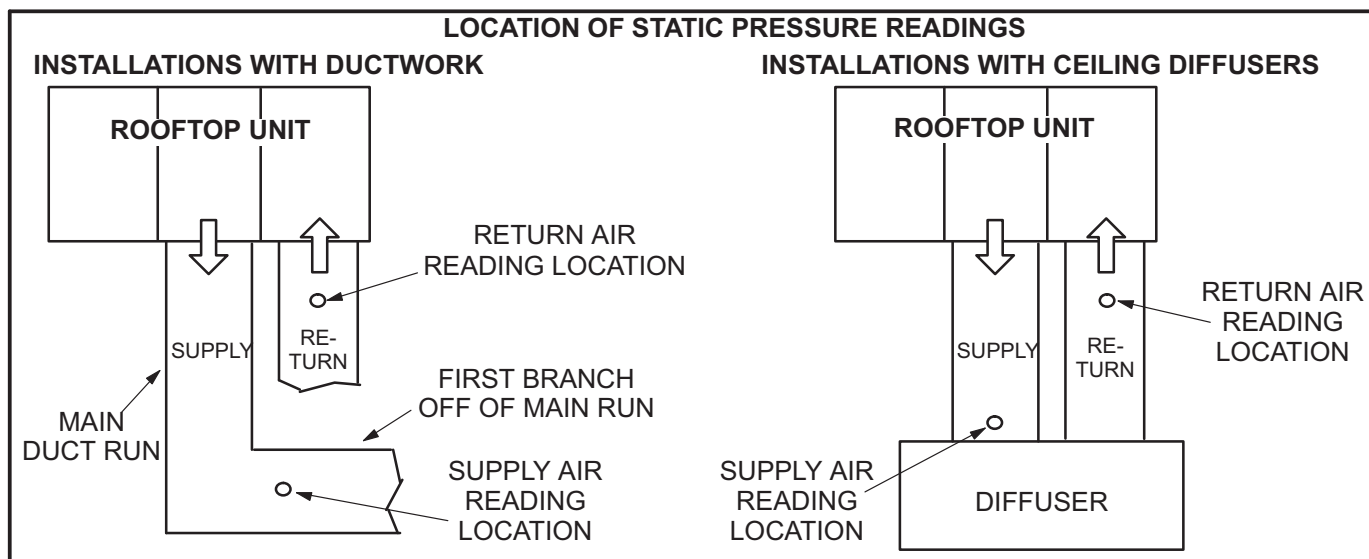 LOCATION OF STATIC PRESSURE READINGS
INSTALLATIONS WITH DUCTWORK
ROOFTOP UNIT
RETURN AIR
READING LOCATION
SUPPLY
RE-
TURN
MAIN
DUCT RUN
FIRST BRANCH
OFF OF MAIN RUN
SUPPLY AIR
READING
LOCATION
INSTALLATIONS WITH CEILING DIFFUSERS
ROOFTOP UNIT
RETURN AIR
READING
LOCATION
SUPPLY
RE-
TURN
SUPPLY AIR
READING
LOCATION
DIFFUSER